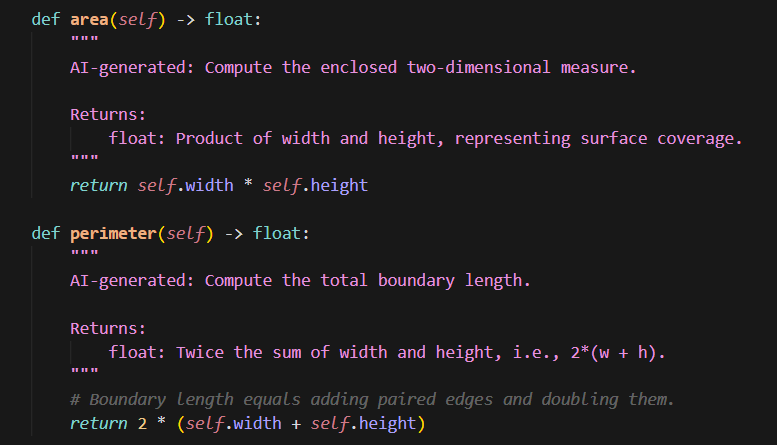 def area(self) -> float:
"""
AI-generated: Compute the enclosed two-dimensional measure.
Returns:
float: Product of width and height, representing surface coverage.
"""
return self.width * self.height
def perimeter(self) -> float:
"""
AI-generated: Compute the total boundary length.
Returns:
float: Twice the sum of width and height, i.e., 2*(w + h).
"""
# Boundary length equals adding paired edges and doubling them.
return 2 * (self.width + self.height)